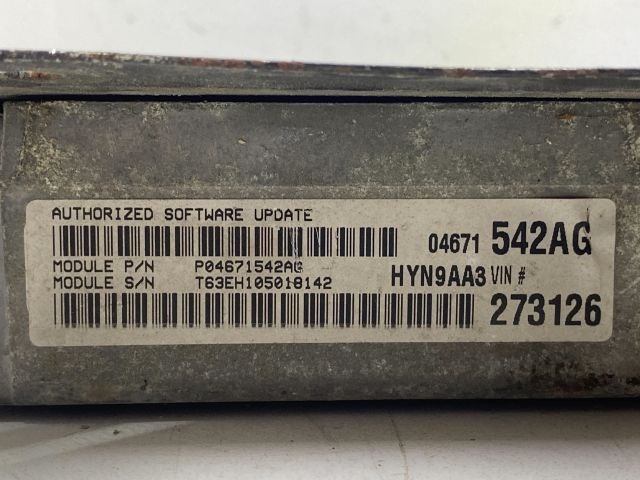 AUTHORIZED SOFTWARE UPDATE
04671 542AG
MODULE P/N P04671542AG
MODULE S/N T63EH105018142
HYN9AA3 VIN #
273126